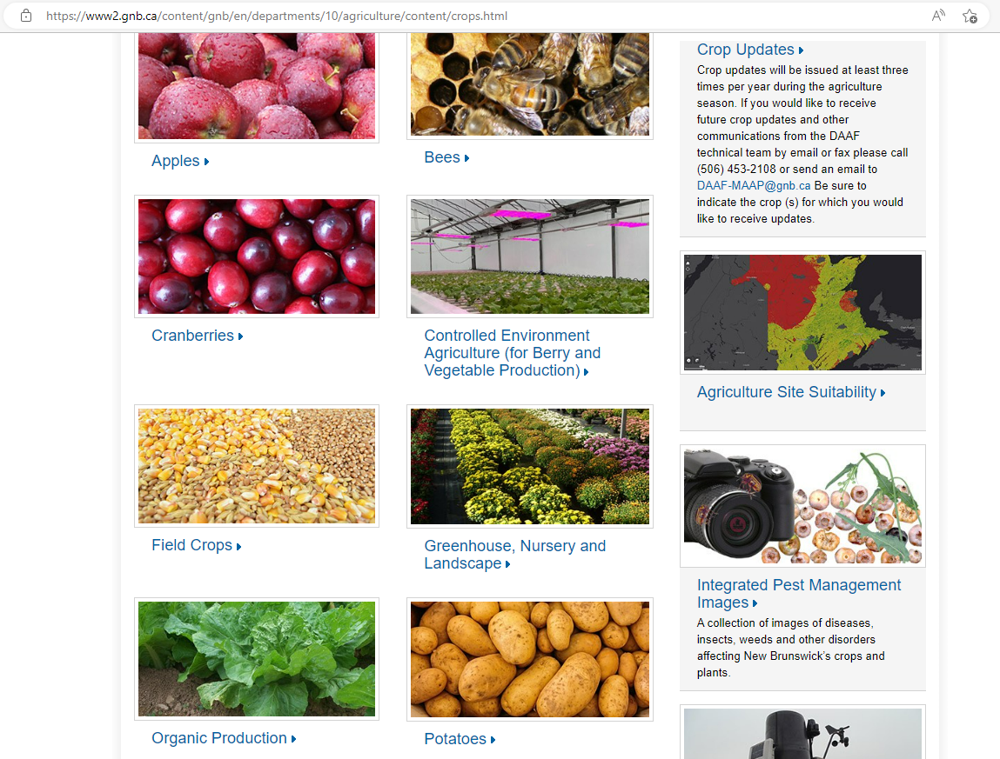 https://www2.gnb.ca/content/gnb/en/departments/10/agriculture/content/crops.html
Apples
Bees
Cranberries
Controlled Environment
Agriculture (for Berry and
Vegetable Production)
Field Crops
Greenhouse, Nursery and
Landscape
Organic Production
Potatoes
Crop Updates
Crop updates will be issued at least three
times per year during the agriculture
season. If you would like to receive
future crop updates and other
communications from the DAAF
technical team by email or fax please call
(506) 453-2108 or send an email to
DAAF-MAAP@gnb.ca Be sure to
indicate the crop (s) for which you would
like to receive updates.
Agriculture Site Suitability
Integrated Pest Management
Images
A collection of images of diseases,
insects, weeds and other disorders
affecting New Brunswick's crops and
plants.